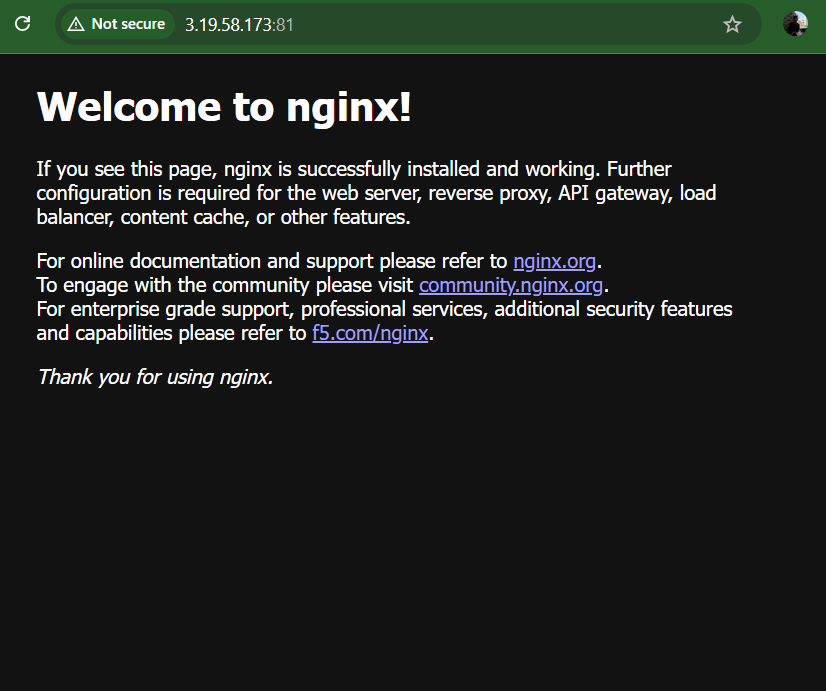 Not secure 3.19.58.173:81
Welcome to nginx!
If you see this page, nginx is successfully installed and working. Further
configuration is required for the web server, reverse proxy, API gateway, load
balancer, content cache, or other features.
For online documentation and support please refer to nginx.org.
To engage with the community please visit community.nginx.org.
For enterprise grade support, professional services, additional security features
and capabilities please refer to f5.com/nginx.
Thank you for using nginx.